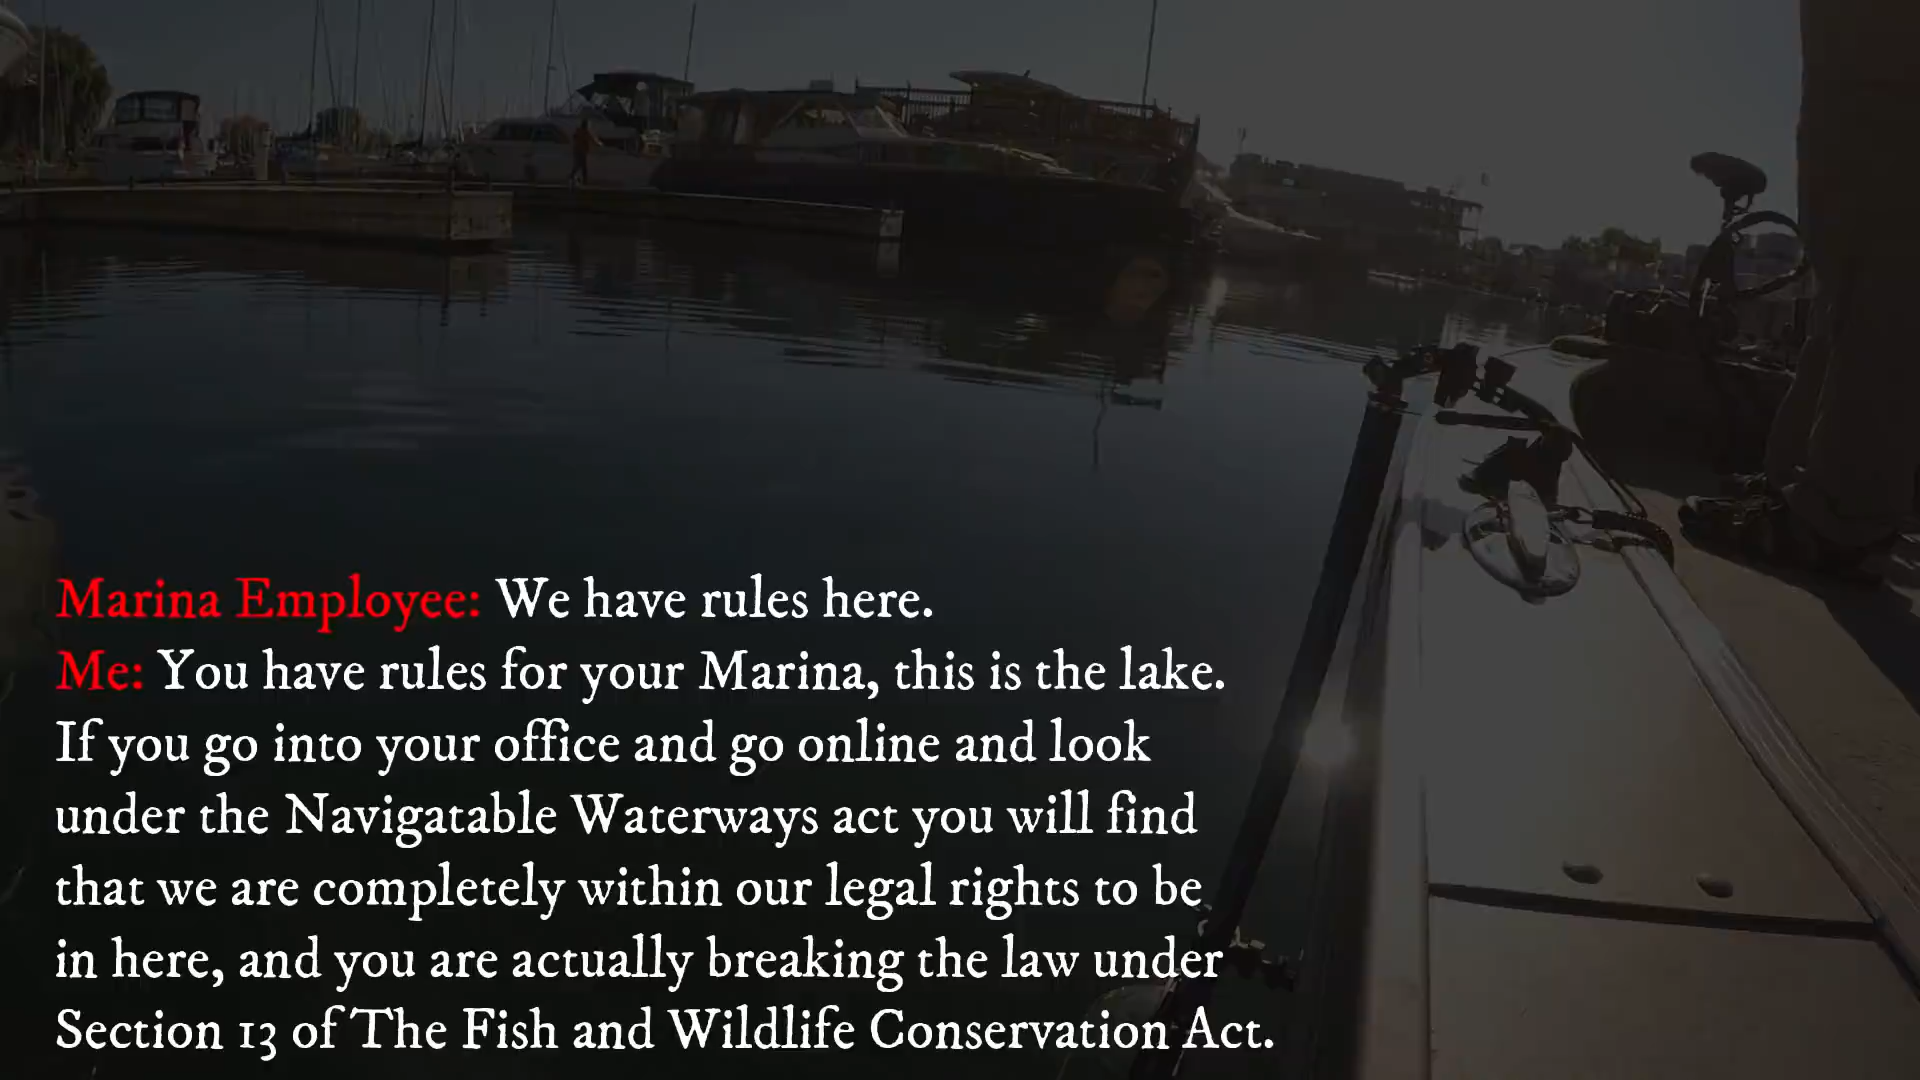 Marina Employee: We have rules here.
Me: You have rules for your Marina, this is the lake.
If you go into your office and go online and look
under the Navigatable Waterways act you will find
that we are completely within our legal rights to be
in here, and you are actually breaking the law under
Section 13 of The Fish and Wildlife Conservation Act.